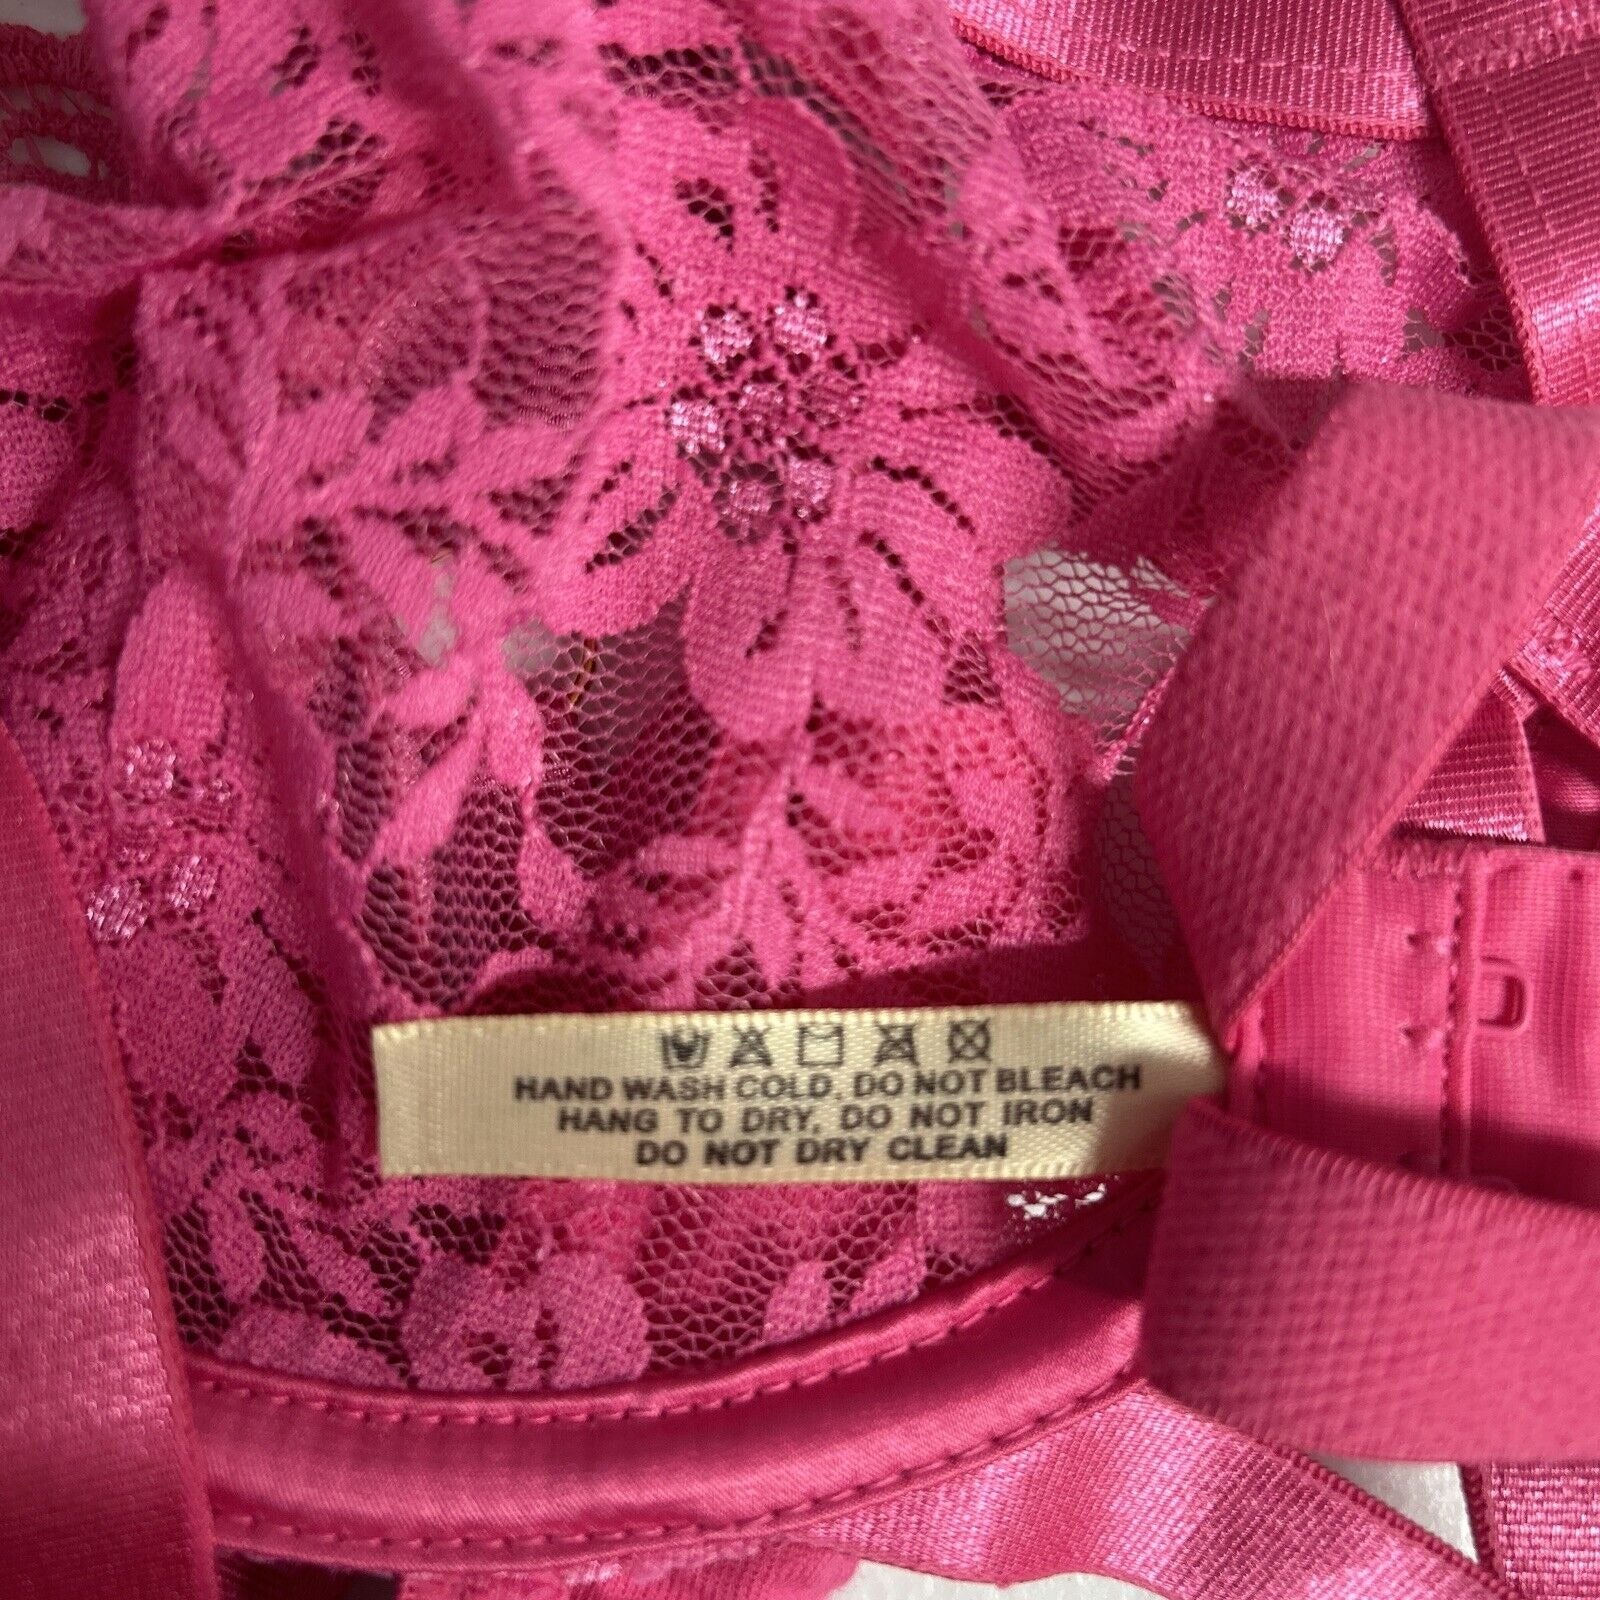 HAND WASH COLD, DO NOT BLEACH
HANG TO DRY, DO NOT IRON
DO NOT DRY CLEAN